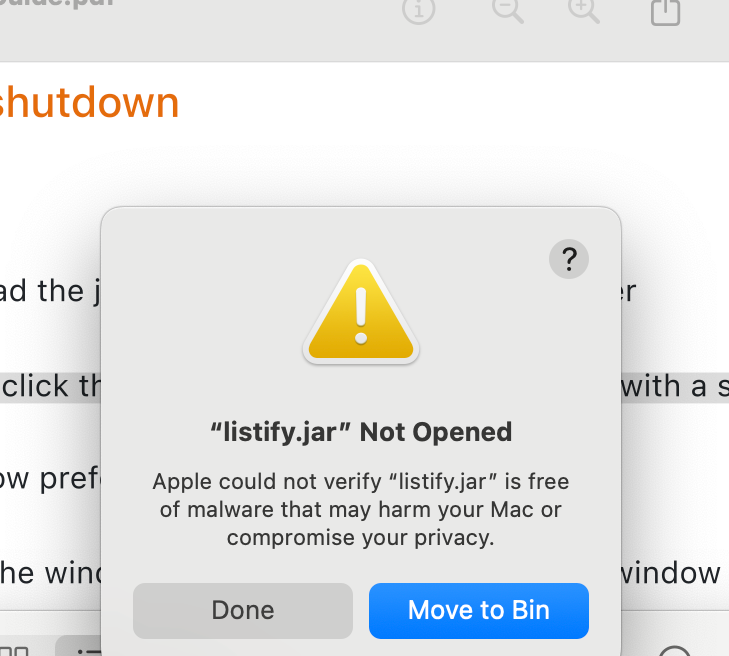 shutdown
ad the j
er
click th
with a s
?
“listify.jar” Not Opened
Apple could not verify “listify.jar” is free
of malware that may harm your Mac or
compromise your privacy.
ow prefe
he wind
window
Done
Move to Bin